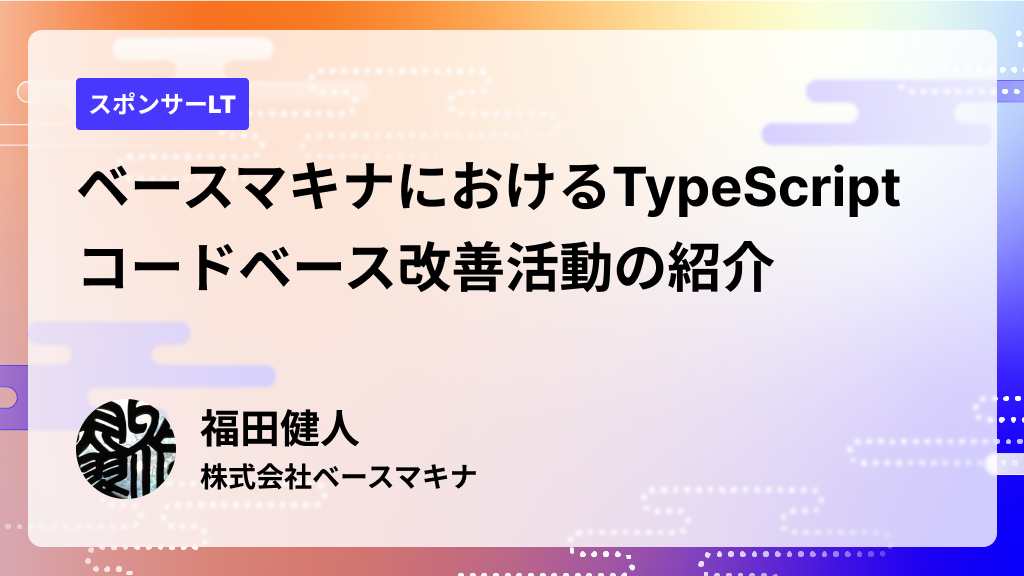 スポンサーLT
ベースマキナにおけるTypeScript
コードベース改善活動の紹介
福田健人
株式会社ベースマキナ